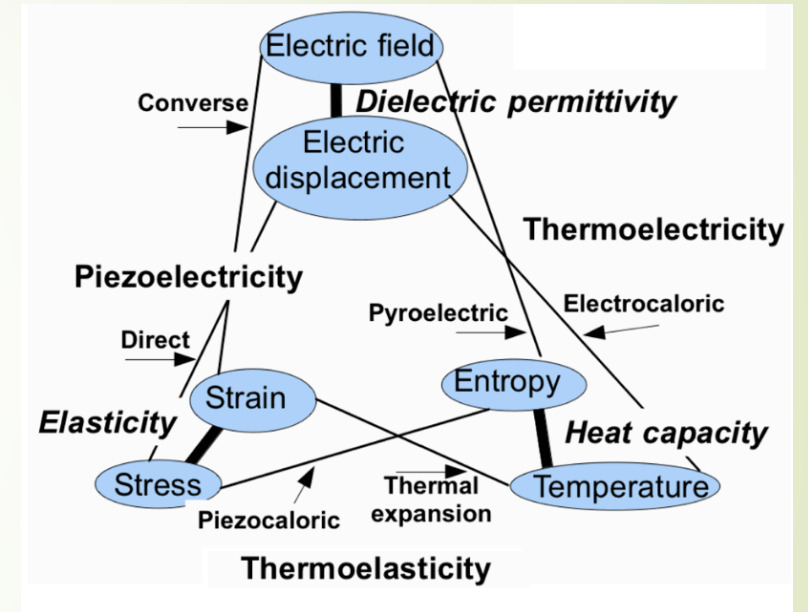 Electric field
Converse
Dielectric permittivity
Electric
displacement
Thermoelectricity
Piezoelectricity
Pyroelectric
Electrocaloric
Direct
Strain
Entropy
Elasticity
Heat capacity
Stress
Thermal
expansion
Temperature
Piezocaloric
Thermoelasticity